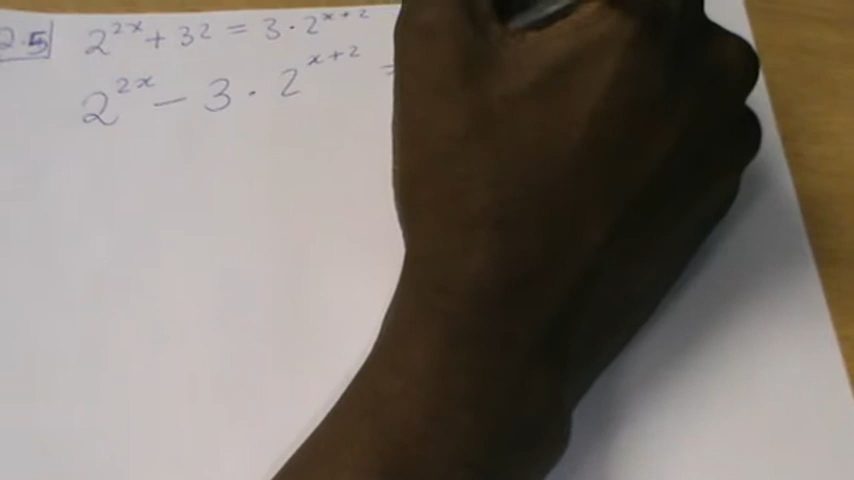 2.5 2^{2x} + 32 = 3 · 2^{x+2}
2^{2x} − 3 · 2^{x+2} =